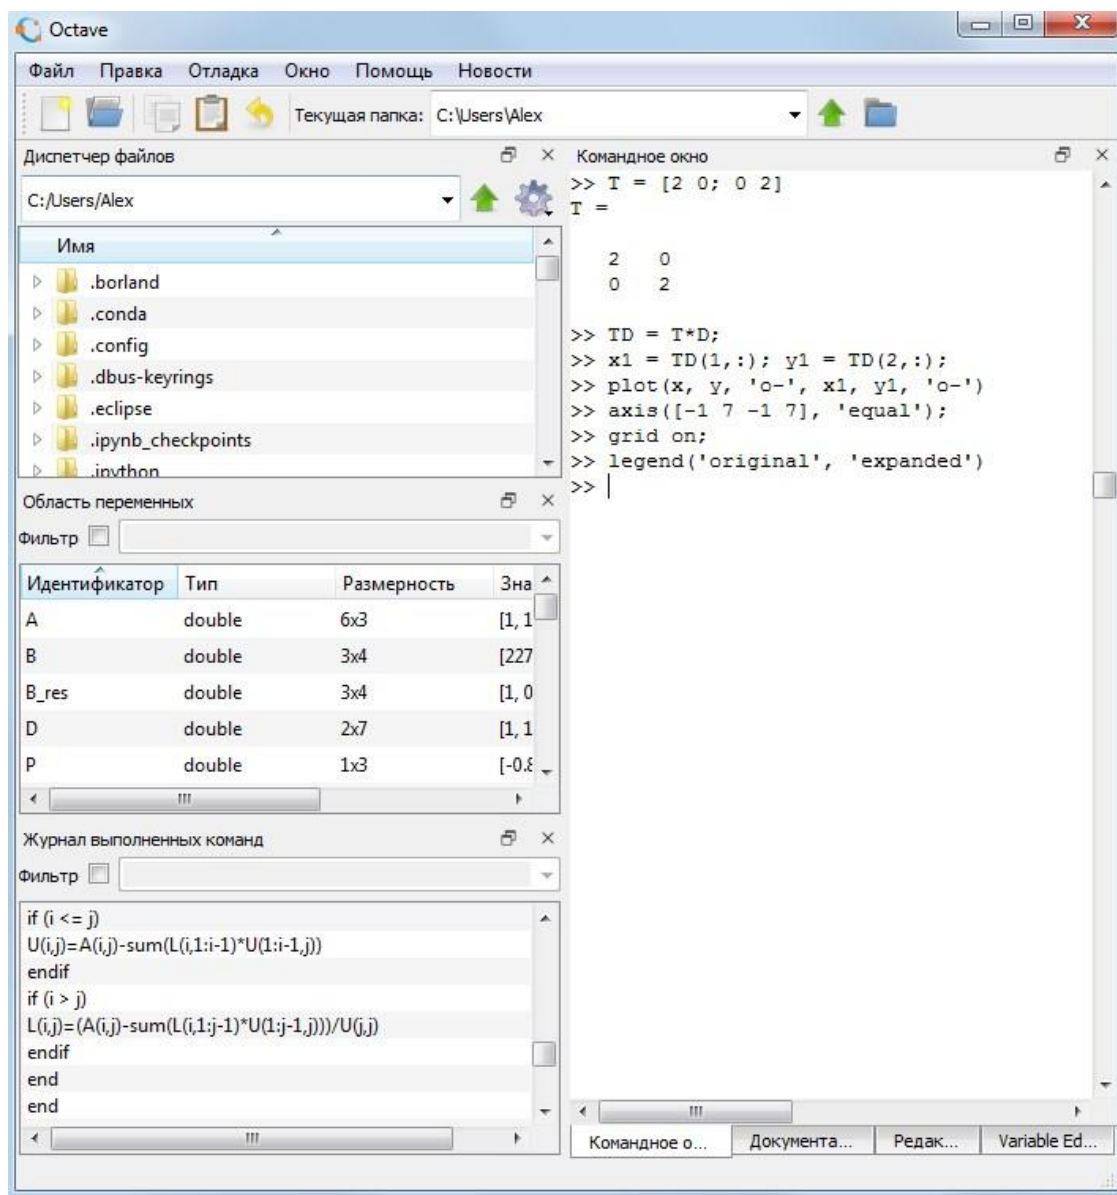 Octave
Файл Правка Отладка Окно Помощь Новости
Текущая папка: C:\Users\Alex
Диспетчер файлов
C:/Users/Alex
Имя
.borland
.conda
.config
.dbus-keyrings
.eclipse
.ipynb_checkpoints
.ipython
Область переменных
Фильтр
Идентификатор Тип Размерность Зна
A double 6x3 [1, 1
B double 3x4 [227
B_res double 3x4 [1, 0
D double 2x7 [1, 1
P double 1x3 [-0.8
Журнал выполненных команд
Фильтр
if (i <= j)
U(i,j)=A(i,j)-sum(L(i,1:i-1)*U(1:i-1,j))
endif
if (i > j)
L(i,j)=(A(i,j)-sum(L(i,1:j-1)*U(1:j-1,j)))/U(j,j)
endif
end
end
Командное окно
>> T = [2 0; 0 2]
T =
2 0
0 2
>> TD = T*D;
>> x1 = TD(1,:); y1 = TD(2,:);
>> plot(x, y, 'o-', x1, y1, 'o-')
>> axis([-1 7 -1 7], 'equal');
>> grid on;
>> legend('original', 'expanded')
>>
Командное о... Документа... Редак... Variable Ed...